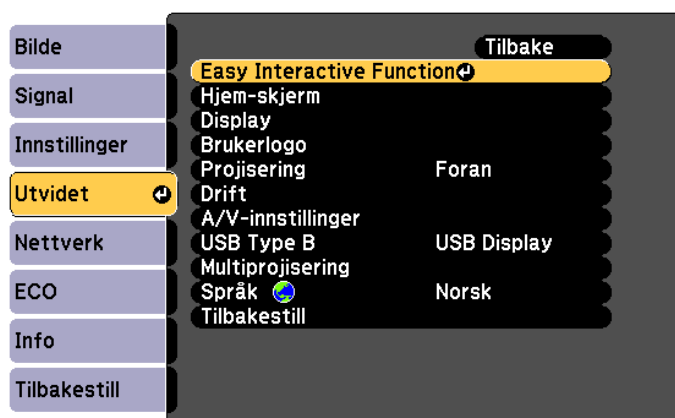 Bilde
Signal
Innstillinger
Utvidet
Nettverk
ECO
Info
Tilbakestill
Tilbake
Easy Interactive Function
Hjem-skjerm
Display
Brukerlogo
Projisering Foran
Drift
A/V-innstillinger
USB Type B USB Display
Multiprojisering
Språk Norsk
Tilbakestill